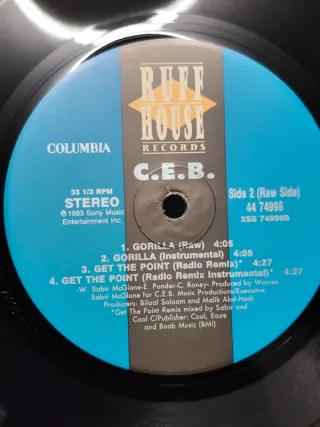 RUFF
HOUSE
RECORDS
COLUMBIA
C.E.B.
33 1/3 RPM
STEREO
℗ 1993 Sony Music
Entertainment Inc.
Side 2 (Raw Side)
44 74998
XSS 74998B
1. GORILLA (Raw) 4:05
2. GORILLA (Instrumental) 4:05
3. GET THE POINT (Radio Remix)* 4:27
4. GET THE POINT (Radio Remix Instrumental)* 4:27
-W. Sabir McGlone-E. Ponder-C. Roney- Produced by Warren
Sabir McGlone for C.E.B. Music Productions/Executive
Producers: Bilaal Salaam and Malik Abd-Hadi
*Get The Point Remix mixed by Sabir and
Cool C/Publisher: Cool, Eaze
and Boab Music (BMI)